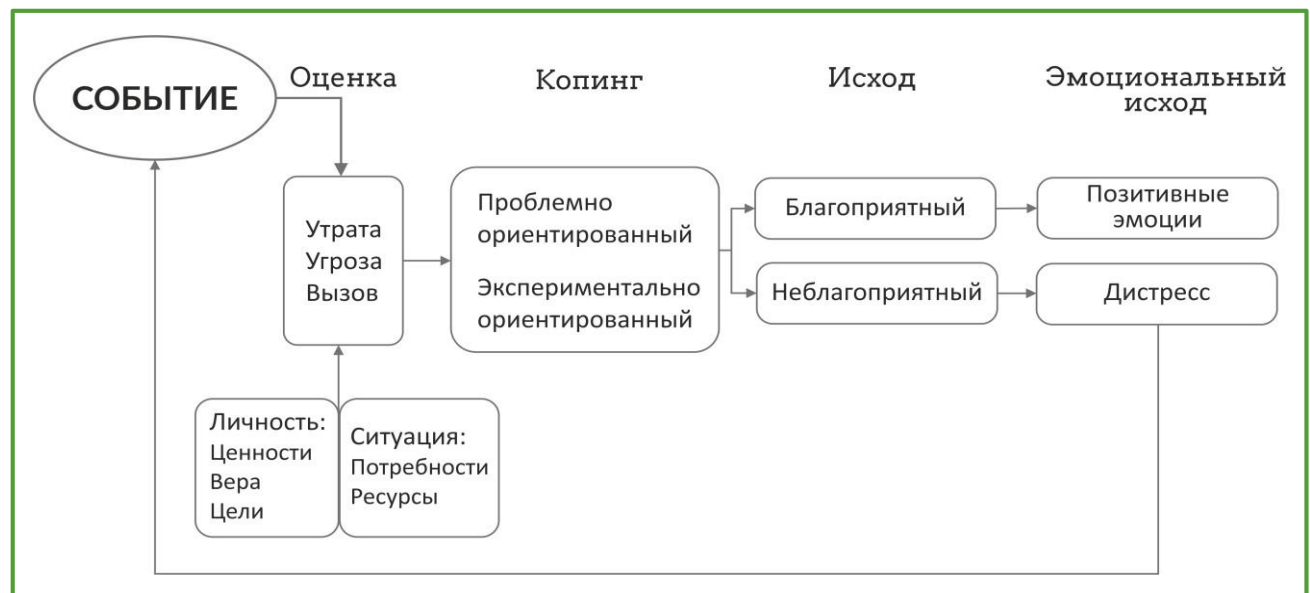 СОБЫТИЕ
Оценка
Копинг
Исход
Эмоциональный
исход
Утрата
Угроза
Вызов
Проблемно
ориентированный
Экспериментально
ориентированный
Благоприятный
Неблагоприятный
Позитивные
эмоции
Дистресс
Личность:
Ценности
Вера
Цели
Ситуация:
Потребности
Ресурсы